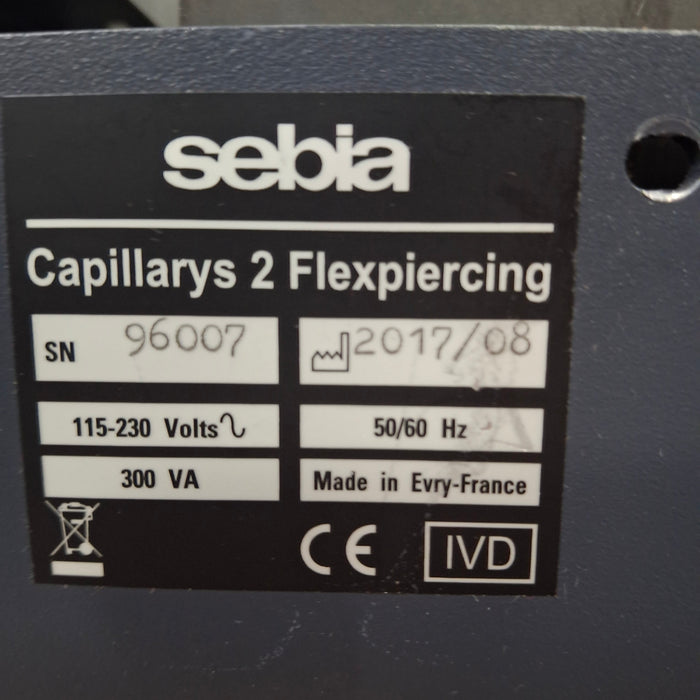 sebia
Capillarys 2 Flexpiercing
SN 96007
2017/08
115-230 Volts
50/60 Hz
300 VA
Made in Evry-France
CE
IVD